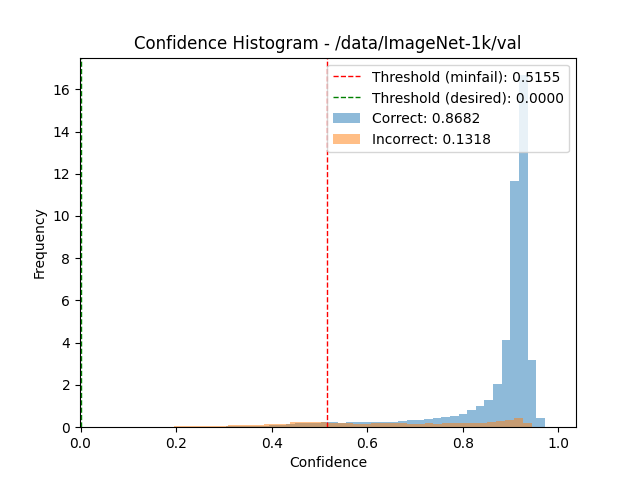 Confidence Histogram - /data/ImageNet-1k/val
Threshold (minfail): 0.5155
Threshold (desired): 0.0000
Correct: 0.8682
Incorrect: 0.1318
16
14
12
10
8
6
4
2
0
Frequency
0.0 0.2 0.4 0.6 0.8 1.0
Confidence